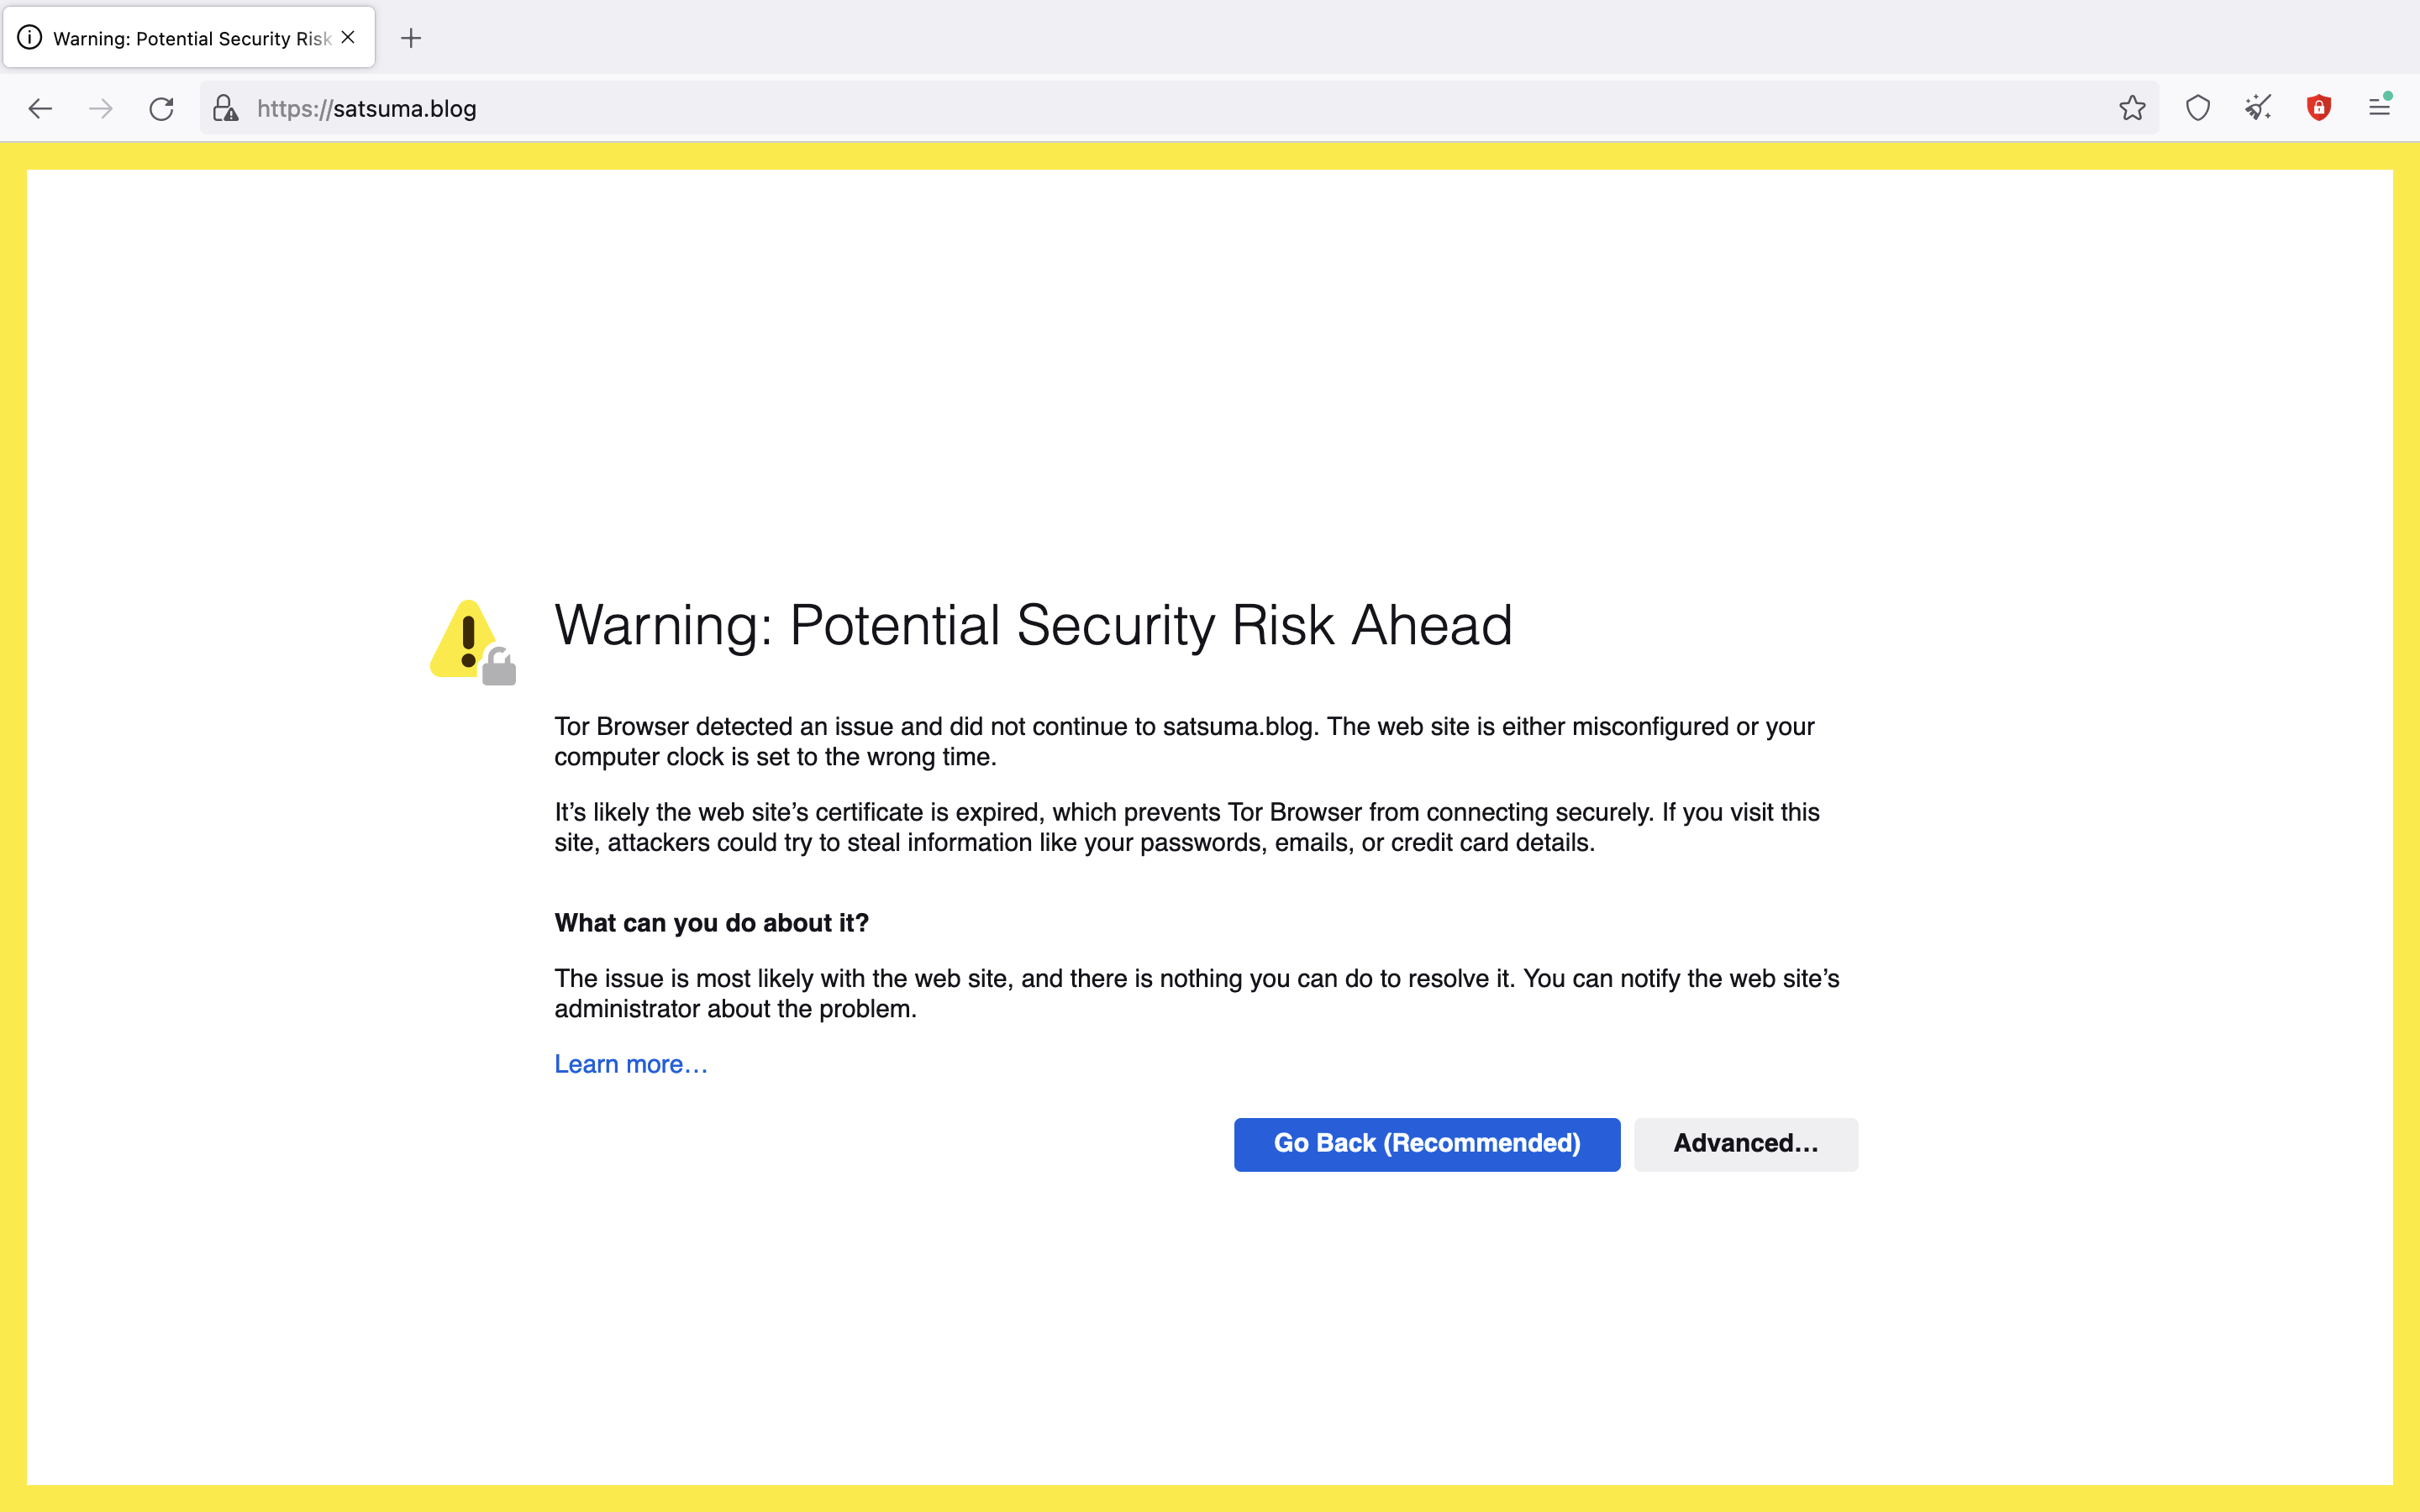 Warning: Potential Security Risk
https://satsuma.blog
Warning: Potential Security Risk Ahead
Tor Browser detected an issue and did not continue to satsuma.blog. The web site is either misconfigured or your
computer clock is set to the wrong time.
It’s likely the web site’s certificate is expired, which prevents Tor Browser from connecting securely. If you visit this
site, attackers could try to steal information like your passwords, emails, or credit card details.
What can you do about it?
The issue is most likely with the web site, and there is nothing you can do to resolve it. You can notify the web site’s
administrator about the problem.
Learn more…
Go Back (Recommended)
Advanced…